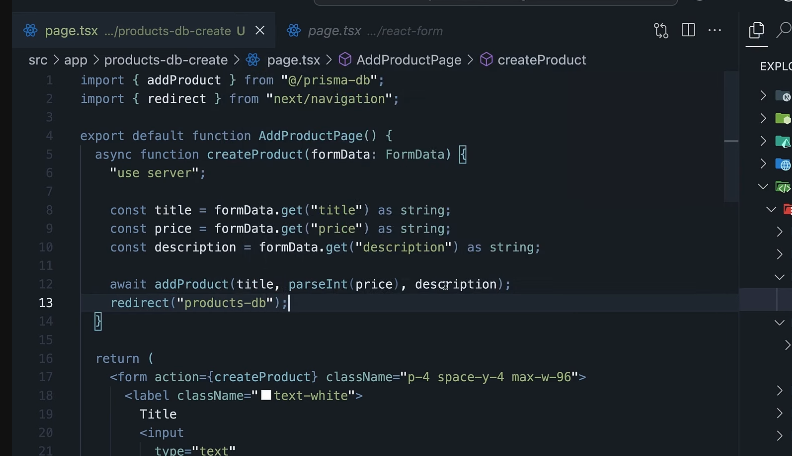 page.tsx .../products-db-create U
page.tsx .../react-form
src > app > products-db-create > page.tsx > AddProductPage > createProduct
EXPLO
1 import { addProduct } from "@/prisma-db";
2 import { redirect } from "next/navigation";
3
4 export default function AddProductPage() {
5 async function createProduct(formData: FormData) {
6 "use server";
7
8 const title = formData.get("title") as string;
9 const price = formData.get("price") as string;
10 const description = formData.get("description") as string;
11
12 await addProduct(title, parseInt(price), description);
13 redirect("products-db");
14 }
15
16 return (
17 <form action={createProduct} className="p-4 space-y-4 max-w-96">
18 <label className="text-white">
19 Title
20 <input
21 type="text"